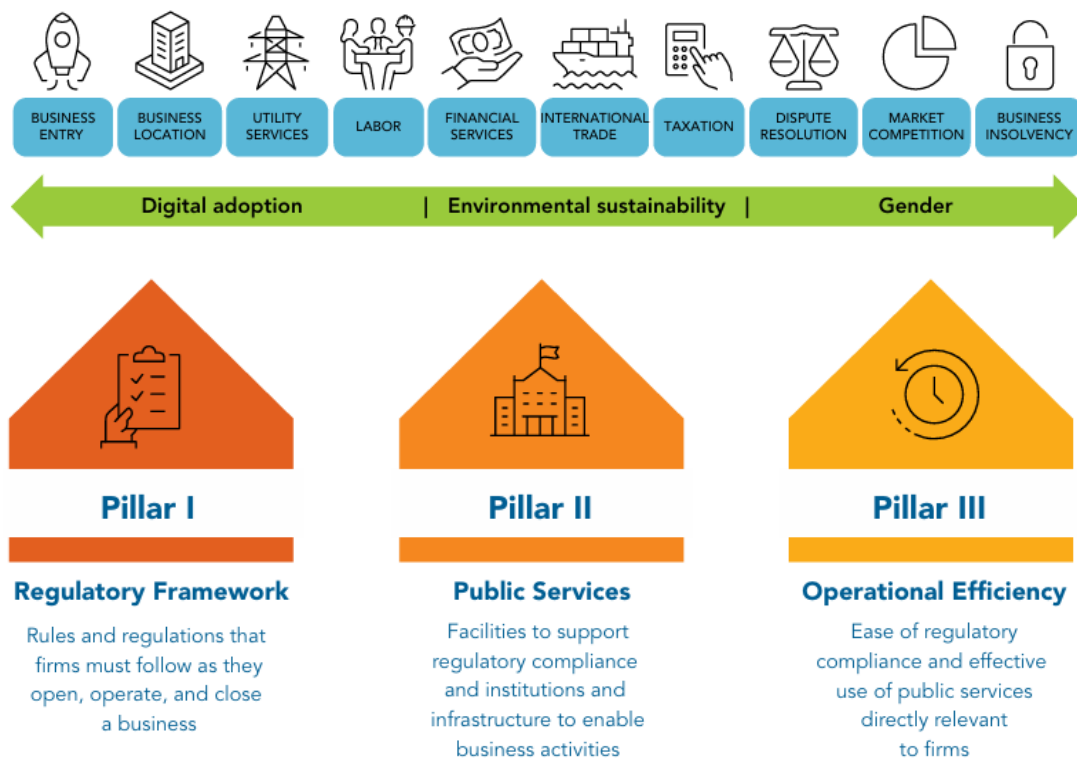 BUSINESS
ENTRY
BUSINESS
LOCATION
UTILITY
SERVICES
LABOR
FINANCIAL
SERVICES
INTERNATIONAL
TRADE
TAXATION
DISPUTE
RESOLUTION
MARKET
COMPETITION
BUSINESS
INSOLVENCY
Digital adoption | Environmental sustainability | Gender
Pillar I
Regulatory Framework
Rules and regulations that
firms must follow as they
open, operate, and close
a business
Pillar II
Public Services
Facilities to support
regulatory compliance
and institutions and
infrastructure to enable
business activities
Pillar III
Operational Efficiency
Ease of regulatory
compliance and effective
use of public services
directly relevant
to firms